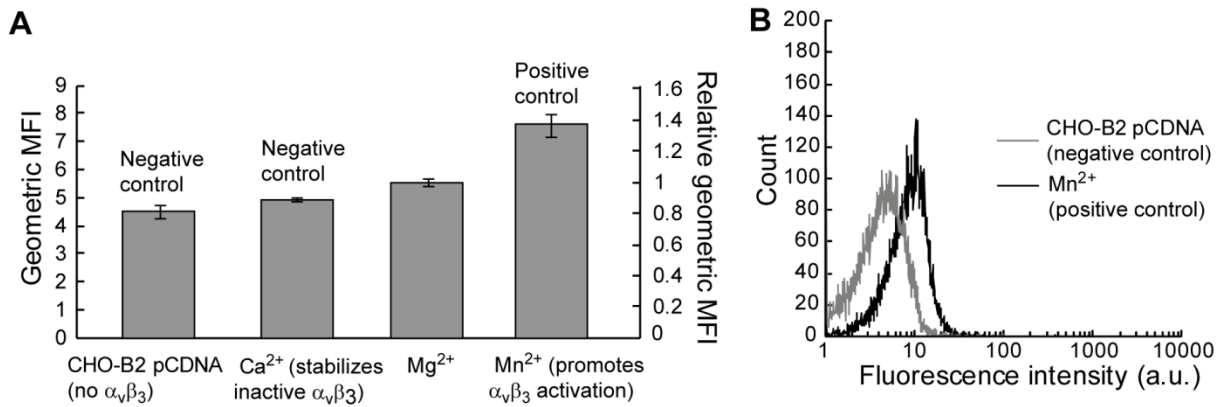 A
Geometric MFI
9
8
7
6
5
4
3
2
1
0
Negative
control
Negative
control
Positive
control
1.6
1.4
1.2
1
0.8
0.6
0.4
0.2
0
Relative geometric MFI
CHO-B2 pCDNA
(no αᵥβ₃)
Ca²⁺ (stabilizes
inactive αᵥβ₃)
Mg²⁺
Mn²⁺ (promotes
αᵥβ₃ activation)
B
Count
200
180
160
140
120
100
80
60
40
20
0
CHO-B2 pCDNA
(negative control)
Mn²⁺
(positive control)
1
10
100
1000
10000
Fluorescence intensity (a.u.)